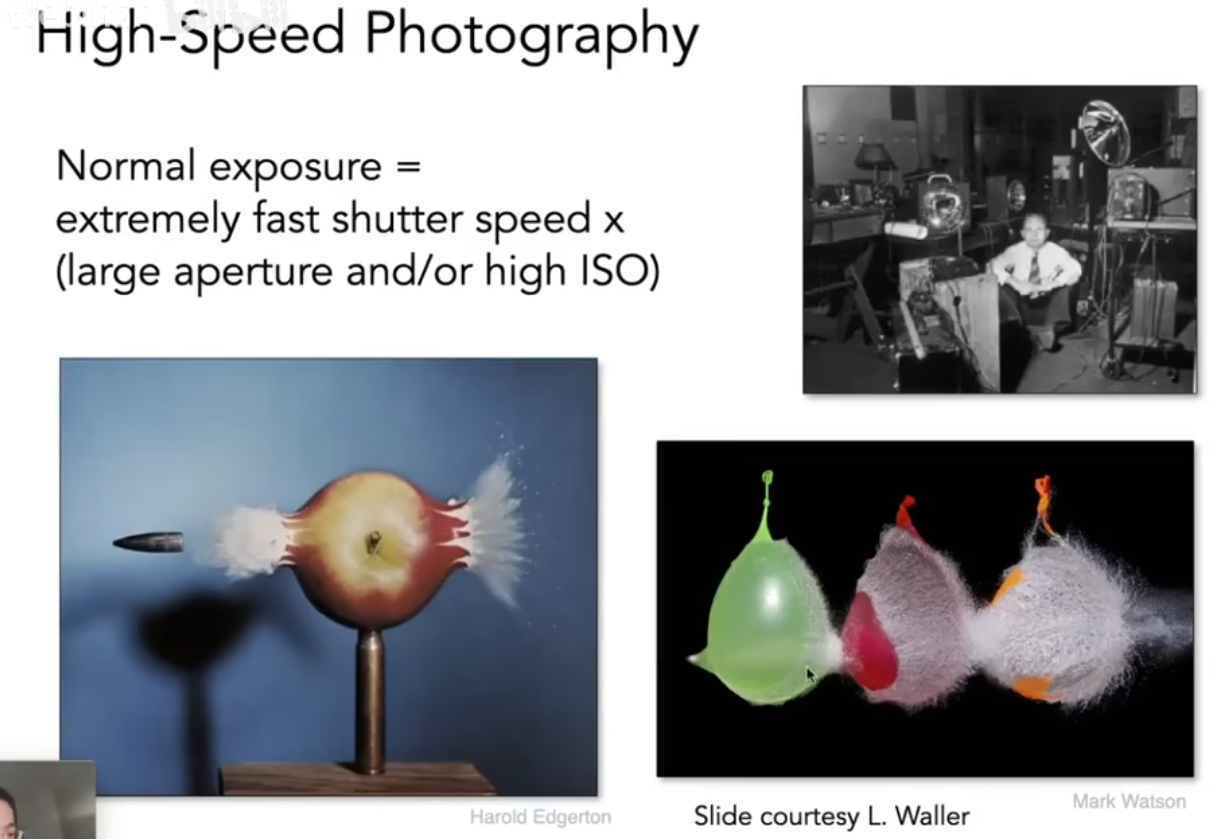 High-Speed Photography
Normal exposure =
extremely fast shutter speed x
(large aperture and/or high ISO)
Harold Edgerton
Slide courtesy L. Waller
Mark Watson